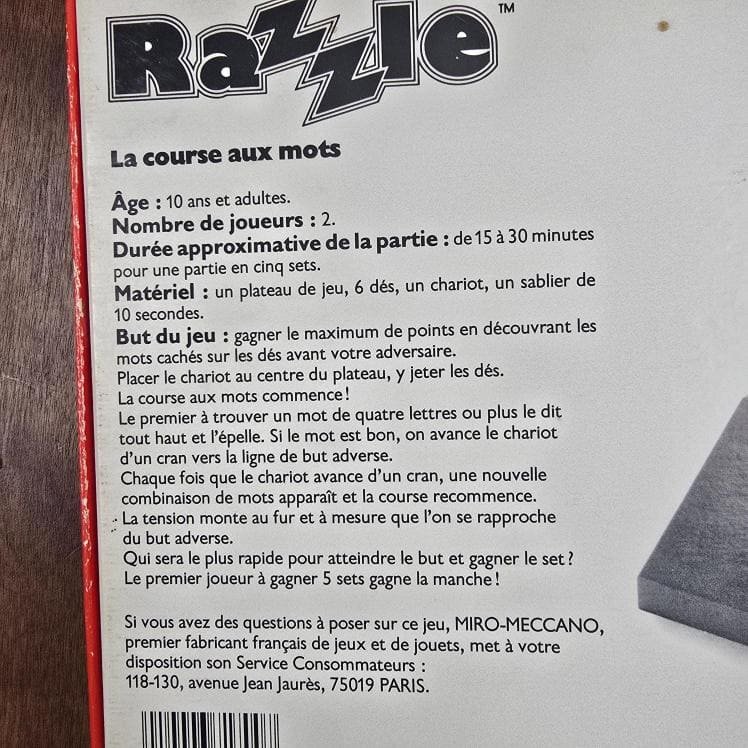 Razzle™
La course aux mots
Âge : 10 ans et adultes.
Nombre de joueurs : 2.
Durée approximative de la partie : de 15 à 30 minutes
pour une partie en cinq sets.
Matériel : un plateau de jeu, 6 dés, un chariot, un sablier de
10 secondes.
But du jeu : gagner le maximum de points en découvrant les
mots cachés sur les dés avant votre adversaire.
Placer le chariot au centre du plateau, y jeter les dés.
La course aux mots commence !
Le premier à trouver un mot de quatre lettres ou plus le dit
tout haut et l'épelle. Si le mot est bon, on avance le chariot
d'un cran vers la ligne de but adverse.
Chaque fois que le chariot avance d'un cran, une nouvelle
combinaison de mots apparaît et la course recommence.
La tension monte au fur et à mesure que l'on se rapproche
du but adverse.
Qui sera le plus rapide pour atteindre le but et gagner le set ?
Le premier joueur à gagner 5 sets gagne la manche !
Si vous avez des questions à poser sur ce jeu, MIRO-MECCANO,
premier fabricant français de jeux et de jouets, met à votre
disposition son Service Consommateurs :
118-130, avenue Jean Jaurès, 75019 PARIS.